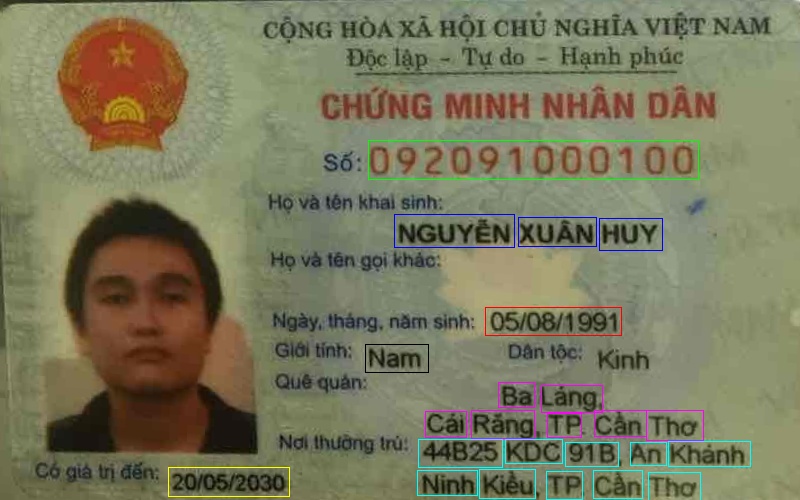 CỘNG HÒA XÃ HỘI CHỦ NGHĨA VIỆT NAM
Độc lập - Tự do - Hạnh phúc
CHỨNG MINH NHÂN DÂN
Số: 092091000100
Họ và tên khai sinh:
NGUYỄN XUÂN HUY
Họ và tên gọi khác:
Ngày, tháng, năm sinh: 05/08/1991
Giới tính: Nam Dân tộc: Kinh
Quê quán: Ba Láng,
Cái Răng, TP. Cần Thơ
Nơi thường trú: 44B25 KDC 91B, An Khánh
Ninh Kiều, TP. Cần Thơ
Có giá trị đến: 20/05/2030